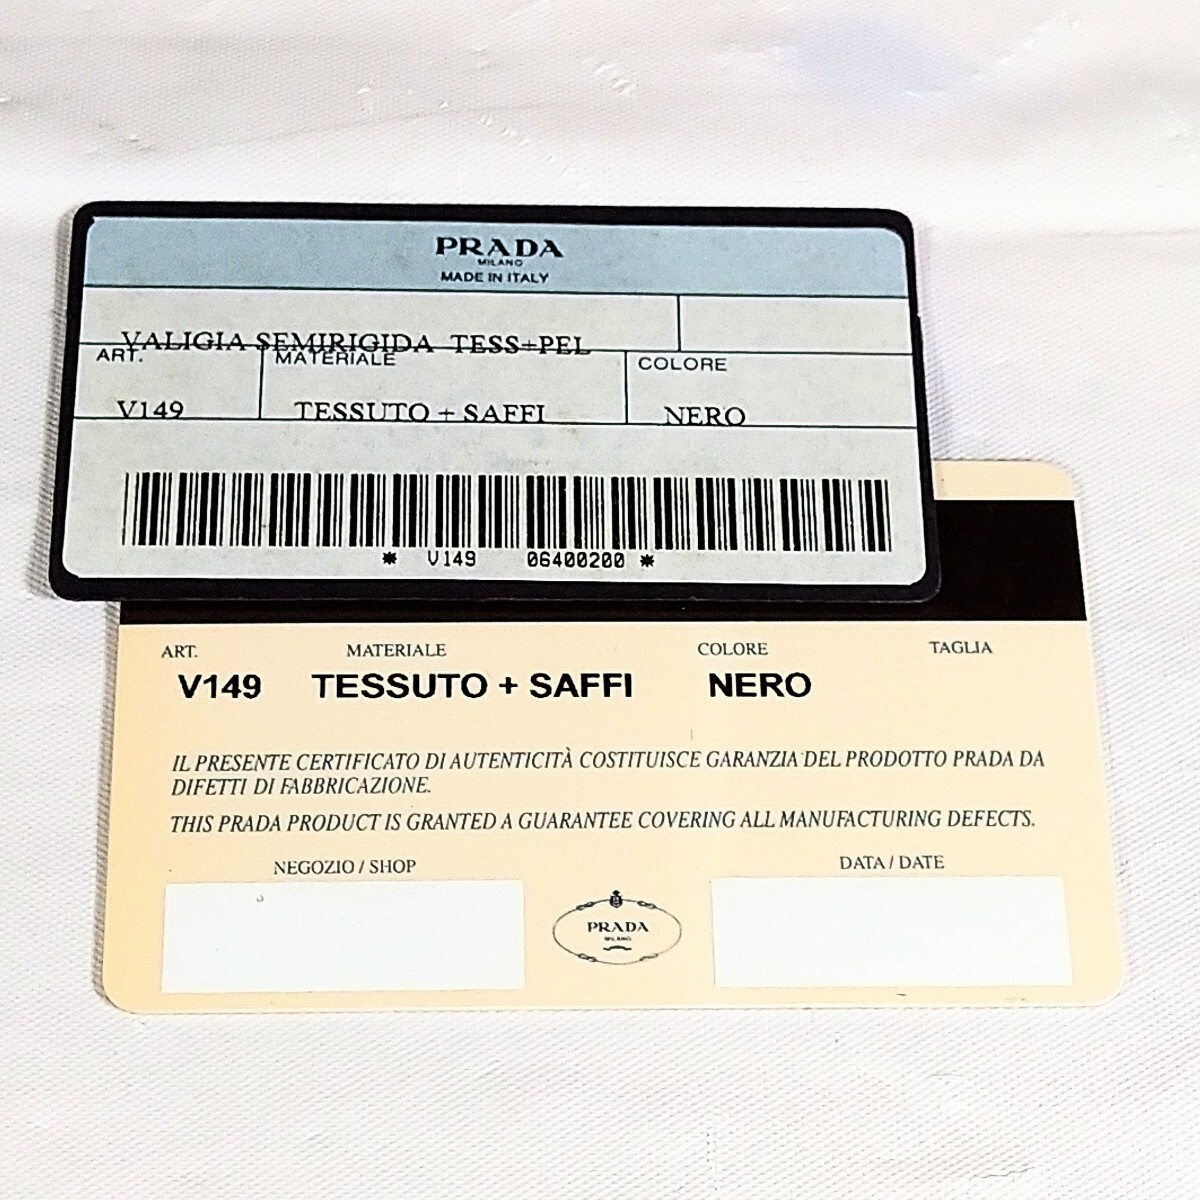 PRADA
MILANO
MADE IN ITALY
VALIGIA SEMIRIGIDA TESS+PEL
ART. MATERIALE COLORE
V149 TESSUTO + SAFFI NERO
* V149 06400200 *
ART. MATERIALE COLORE TAGLIA
V149 TESSUTO + SAFFI NERO
IL PRESENTE CERTIFICATO DI AUTENTICITÀ COSTITUISCE GARANZIA DEL PRODOTTO PRADA DA
DIFETTI DI FABBRICAZIONE.
THIS PRADA PRODUCT IS GRANTED A GUARANTEE COVERING ALL MANUFACTURING DEFECTS.
NEGOZIO / SHOP DATA / DATE
PRADA
MILANO